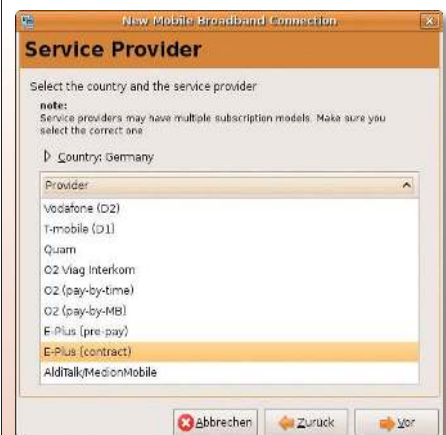 New Mobile Broadband Connection
Service Provider
Select the country and the service provider
note:
Service providers may have multiple subscription models. Make sure you
select the correct one
Country: Germany
Provider
Vodafone (D2)
T-mobile (D1)
Quam
O2 Viag Interkom
O2 (pay-by-time)
O2 (pay-by-MB)
E-Plus (pre-pay)
E-Plus (contract)
AldiTalk/MedionMobile
Abbrechen
Zurück
Vor